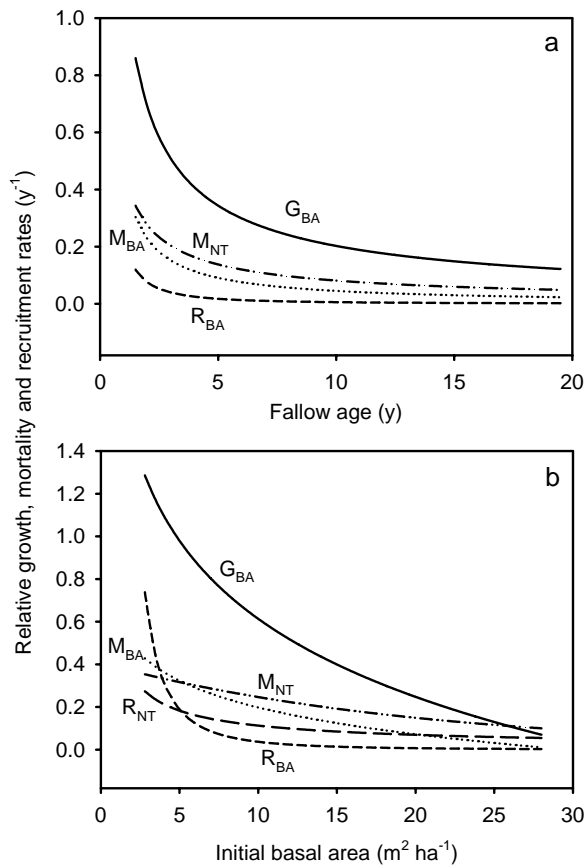 Relative growth, mortality and recruitment rates (y⁻¹)
a
1.0
0.8
0.6
0.4
0.2
0.0
G_BA
M_BA
M_NT
R_BA
0 5 10 15 20
Fallow age (y)
b
1.4
1.2
1.0
0.8
0.6
0.4
0.2
0.0
G_BA
M_BA
M_NT
R_NT
R_BA
0 5 10 15 20 25 30
Initial basal area (m² ha⁻¹)